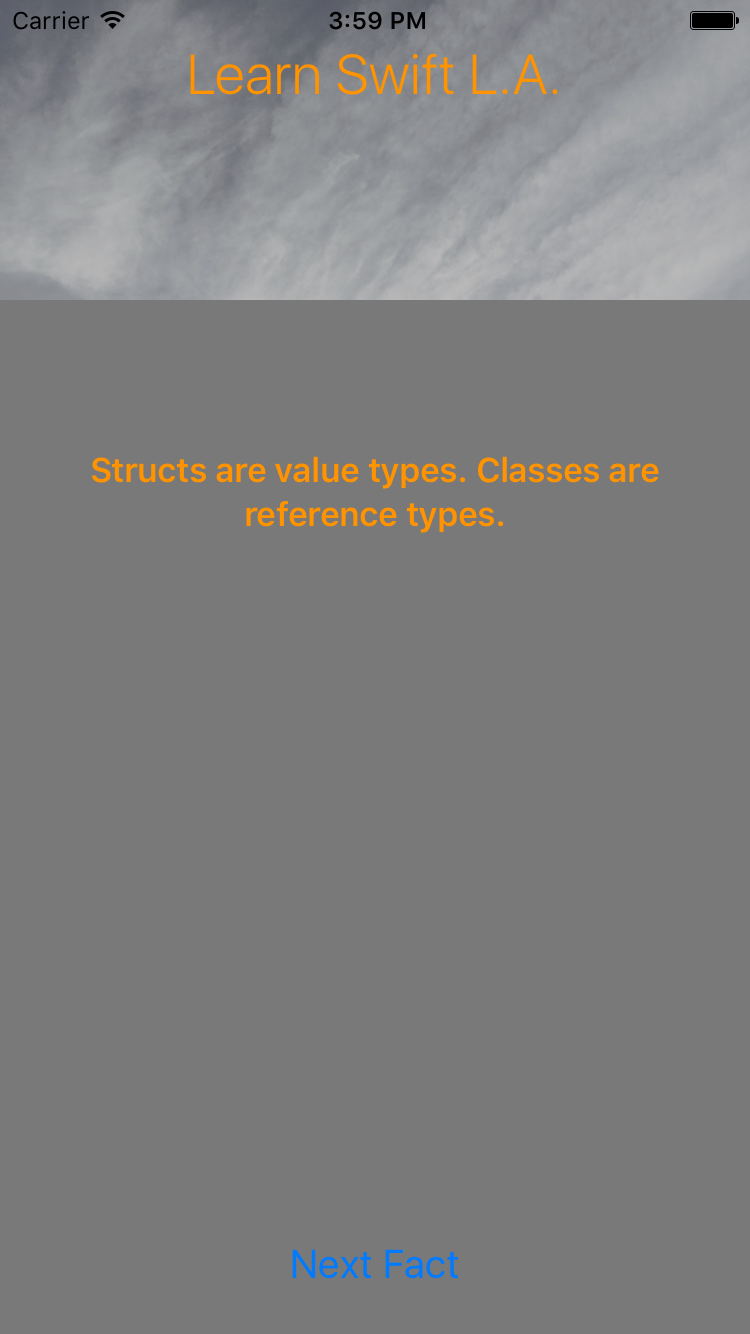 Carrier 3:59 PM
Learn Swift L.A.
Structs are value types. Classes are
reference types.
Next Fact